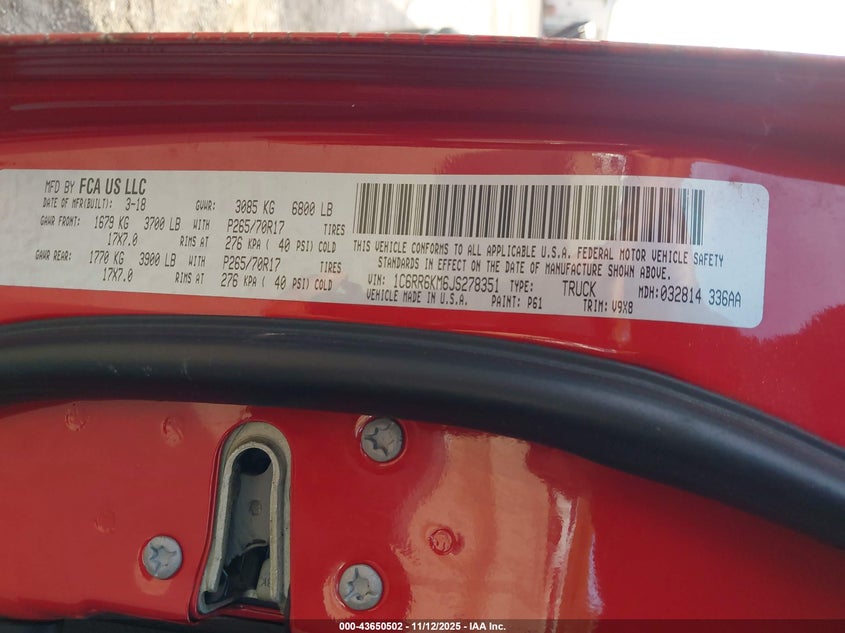 MFD BY FCA US LLC
DATE OF MFR(BUILT): 3-18 GVWR: 3085 KG 6800 LB
GAWR FRONT: 1679 KG 3700 LB WITH P265/70R17 TIRES
17X7.0 RIMS AT 276 KPA ( 40 PSI) COLD
GAWR REAR: 1770 KG 3900 LB WITH P265/70R17 TIRES
17X7.0 RIMS AT 276 KPA ( 40 PSI) COLD
THIS VEHICLE CONFORMS TO ALL APPLICABLE U.S.A. FEDERAL MOTOR VEHICLE SAFETY
STANDARDS IN EFFECT ON THE DATE OF MANUFACTURE SHOWN ABOVE.
VIN: 1C6RR6KM6JS278351 TYPE: TRUCK MDH: 032814 336AA
VEHICLE MADE IN U.S.A. PAINT: P61 TRIM: V9X8
000-43650502 - 11/12/2025 - IAA Inc.